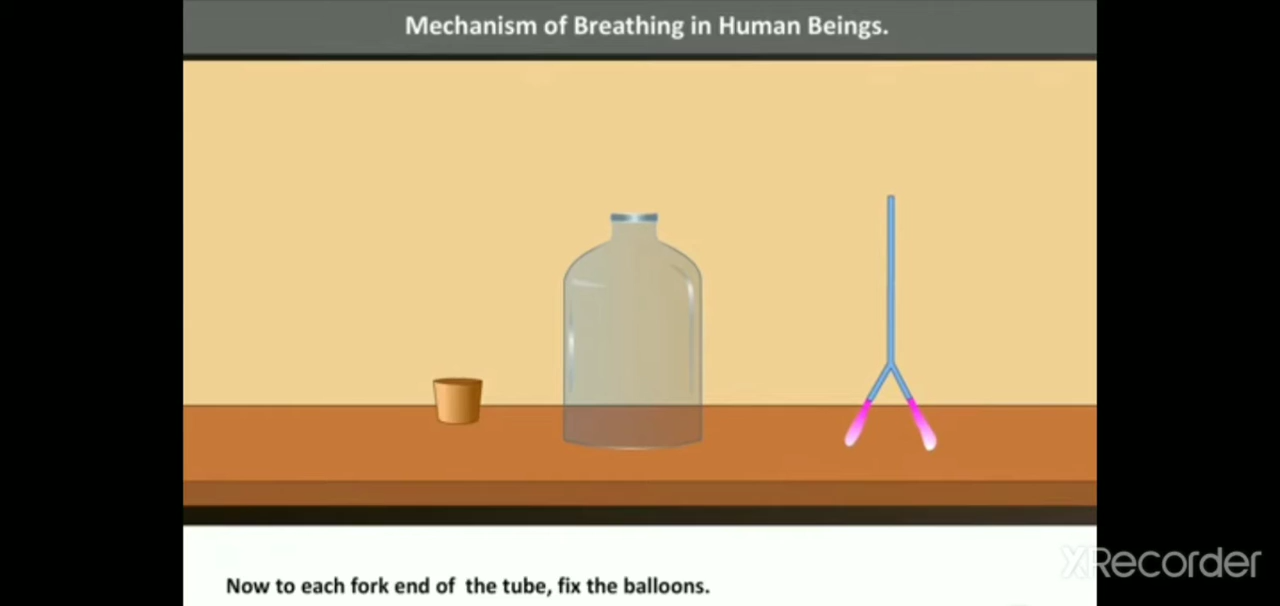 Mechanism of Breathing in Human Beings.
XRecorder
Now to each fork end of the tube, fix the balloons.